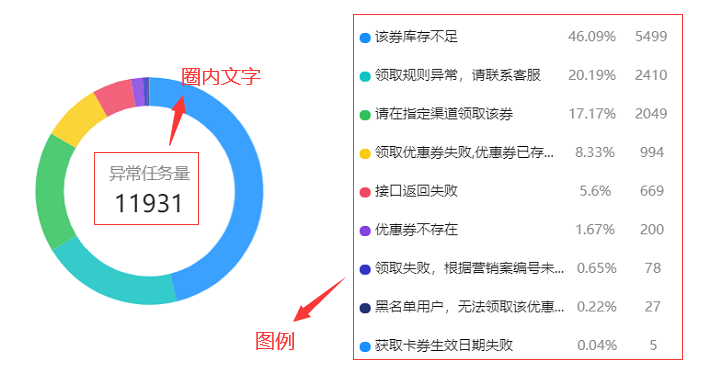 圈内文字
异常任务量
11931
图例
该券库存不足 46.09% 5499
领取规则异常，请联系客服 20.19% 2410
请在指定渠道领取该券 17.17% 2049
领取优惠券失败,优惠券已存... 8.33% 994
接口返回失败 5.6% 669
优惠券不存在 1.67% 200
领取失败，根据营销案编号未... 0.65% 78
黑名单用户，无法领取该优惠... 0.22% 27
获取卡券生效日期失败 0.04% 5